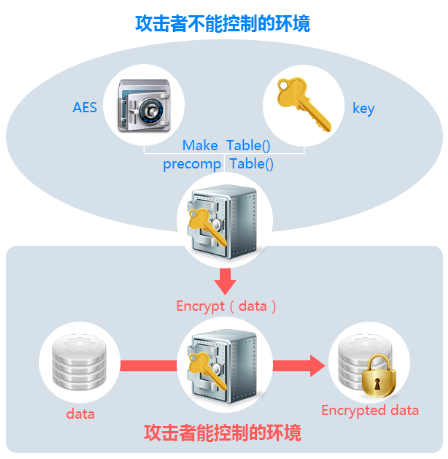 攻击者不能控制的环境
AES
key
Make Table()
precomp Table()
Encrypt ( data )
data
Encrypted data
攻击者能控制的环境